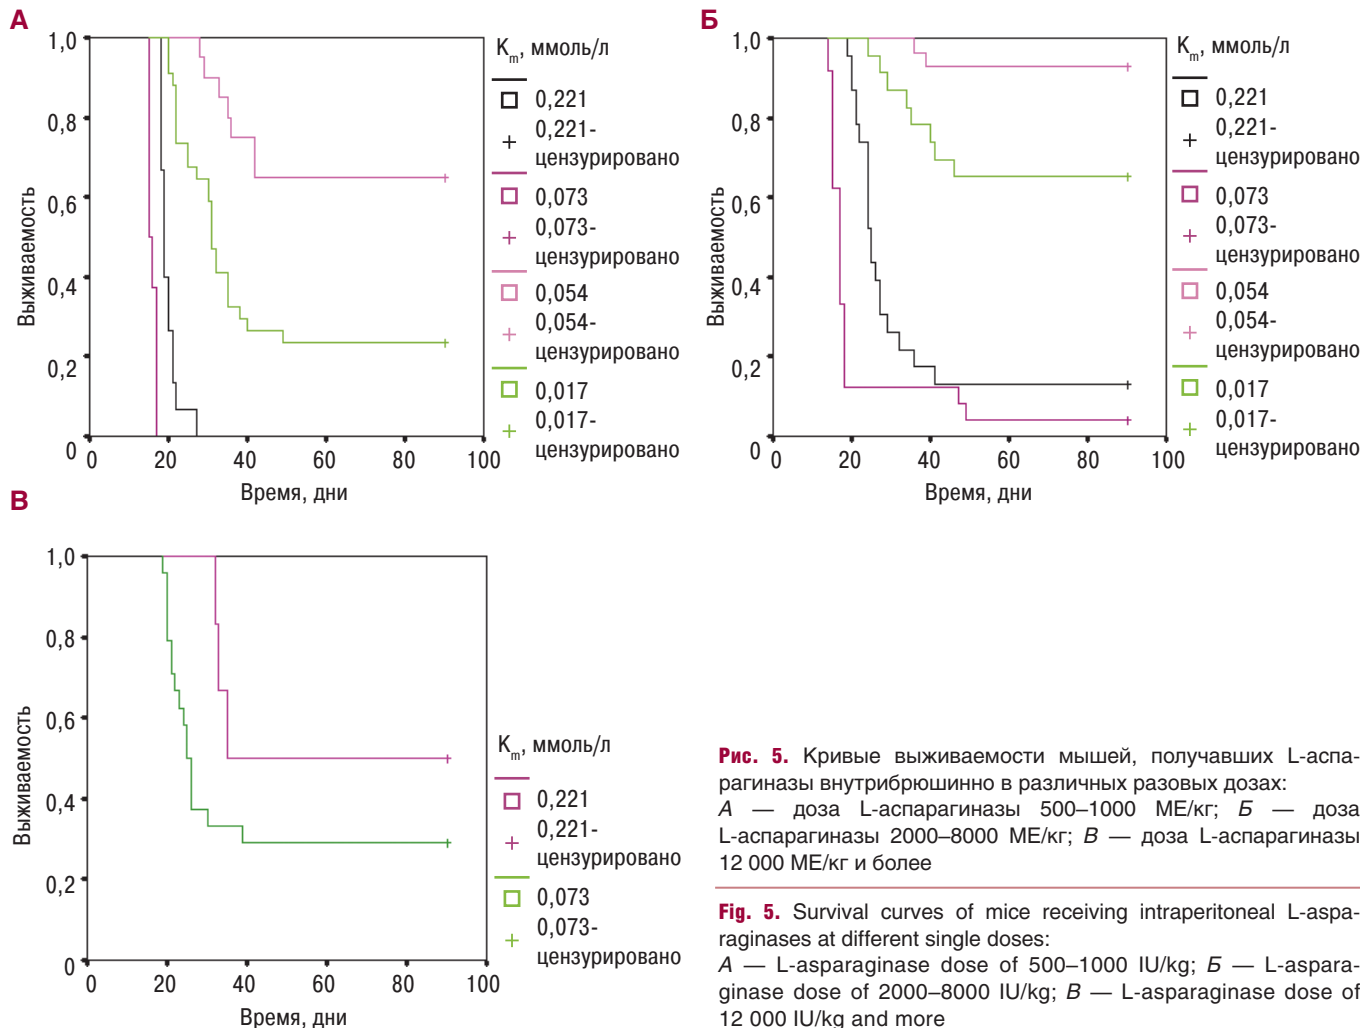 А
1,0
0,8
0,6
0,4
0,2
0
0
20
40
60
80
100
Выживаемость
Время, дни
K_m, ммоль/л
0,221
0,221-
цензурировано
0,073
0,073-
цензурировано
0,054
0,054-
цензурировано
0,017
0,017-
цензурировано
Б
1,0
0,8
0,6
0,4
0,2
0
0
20
40
60
80
100
Выживаемость
Время, дни
K_m, ммоль/л
0,221
0,221-
цензурировано
0,073
0,073-
цензурировано
0,054
0,054-
цензурировано
0,017
0,017-
цензурировано
В
1,0
0,8
0,6
0,4
0,2
0
0
20
40
60
80
100
Выживаемость
Время, дни
K_m, ммоль/л
0,221
0,221-
цензурировано
0,073
0,073-
цензурировано
Рис. 5. Кривые выживаемости мышей, получавших L-аспа-
рагиназы внутрибрюшинно в различных разовых дозах:
А — доза L-аспарагиназы 500–1000 МЕ/кг; Б — доза
L-аспарагиназы 2000–8000 МЕ/кг; В — доза L-аспарагиназы
12 000 МЕ/кг и более
Fig. 5. Survival curves of mice receiving intraperitoneal L-aspa-
raginases at different single doses:
А — L-asparaginase dose of 500–1000 IU/kg; Б — L-aspara-
ginase dose of 2000–8000 IU/kg; В — L-asparaginase dose of
12 000 IU/kg and more